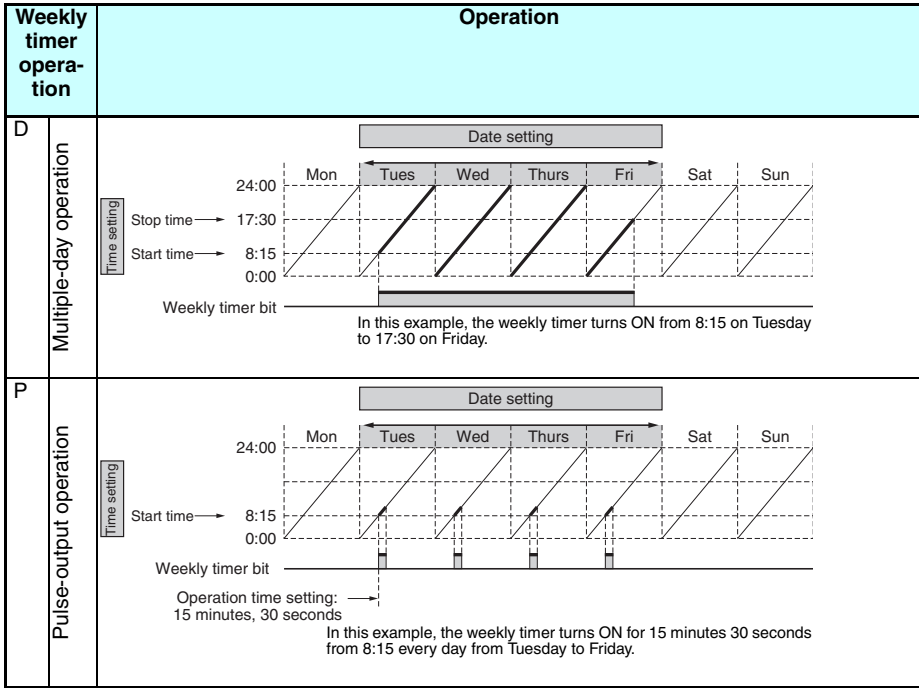 Weekly
timer
opera-
tion
Operation
D
Multiple-day operation
Date setting
Mon Tues Wed Thurs Fri Sat Sun
24:00
Time setting
Stop time 17:30
Start time 8:15
0:00
Weekly timer bit
In this example, the weekly timer turns ON from 8:15 on Tuesday
to 17:30 on Friday.
P
Pulse-output operation
Date setting
Mon Tues Wed Thurs Fri Sat Sun
24:00
Time setting
Start time 8:15
0:00
Weekly timer bit
Operation time setting:
15 minutes, 30 seconds
In this example, the weekly timer turns ON for 15 minutes 30 seconds
from 8:15 every day from Tuesday to Friday.